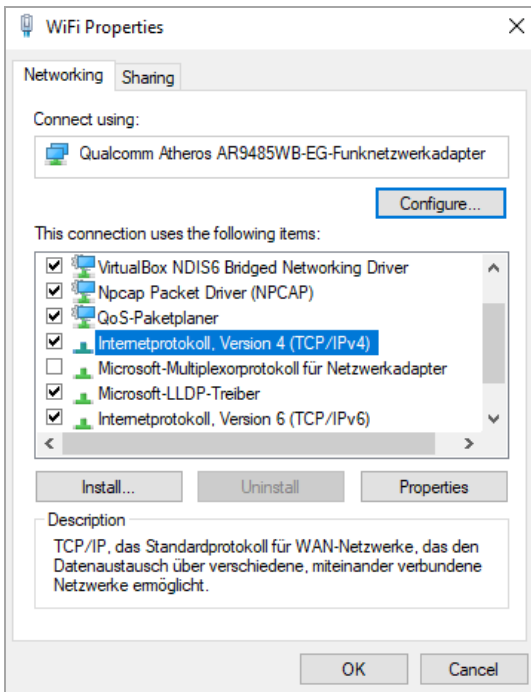 WiFi Properties
Networking
Sharing
Connect using:
Qualcomm Atheros AR9485WB-EG-Funknetzwerkadapter
Configure...
This connection uses the following items:
VirtualBox NDIS6 Bridged Networking Driver
Npcap Packet Driver (NPCAP)
QoS-Paketplaner
Internetprotokoll, Version 4 (TCP/IPv4)
Microsoft-Multiplexorprotokoll für Netzwerkadapter
Microsoft-LLDP-Treiber
Internetprotokoll, Version 6 (TCP/IPv6)
Install...
Uninstall
Properties
Description
TCP/IP, das Standardprotokoll für WAN-Netzwerke, das den
Datenaustausch über verschiedene, miteinander verbundene
Netzwerke ermöglicht.
OK
Cancel